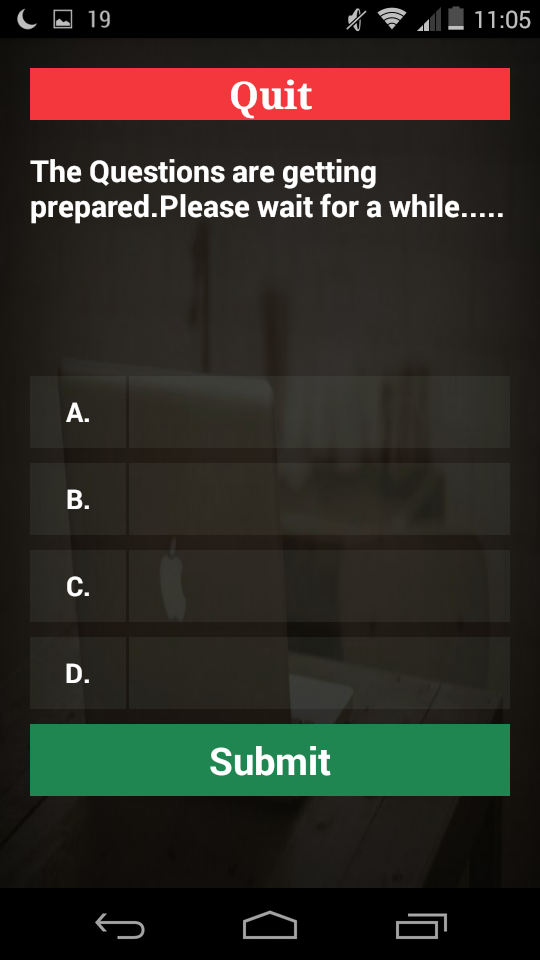 19
11:05
Quit
The Questions are getting
prepared.Please wait for a while.....
A.
B.
C.
D.
Submit